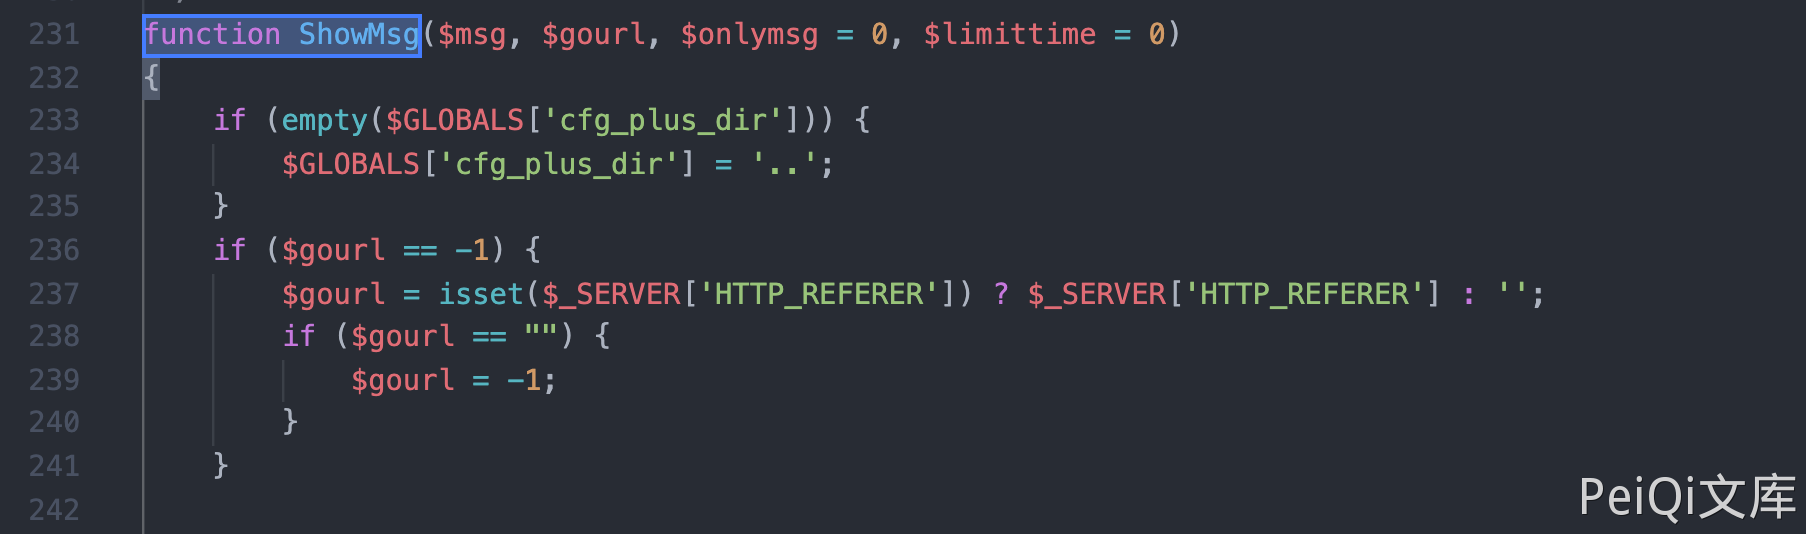 231 function ShowMsg($msg, $gourl, $onlymsg = 0, $limittime = 0)
232 {
233     if (empty($GLOBALS['cfg_plus_dir'])) {
234         $GLOBALS['cfg_plus_dir'] = '..';
235     }
236     if ($gourl == -1) {
237         $gourl = isset($_SERVER['HTTP_REFERER']) ? $_SERVER['HTTP_REFERER'] : '';
238         if ($gourl == "") {
239             $gourl = -1;
240         }
241     }
242
PeiQi文库